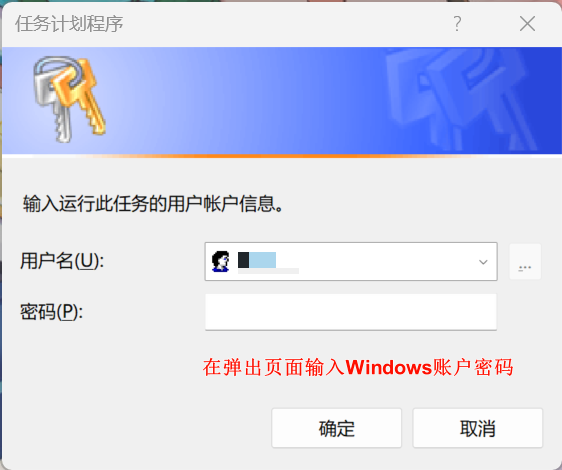 任务计划程序
输入运行此任务的用户帐户信息。
用户名(U):
...
密码(P):
在弹出页面输入Windows账户密码
确定
取消